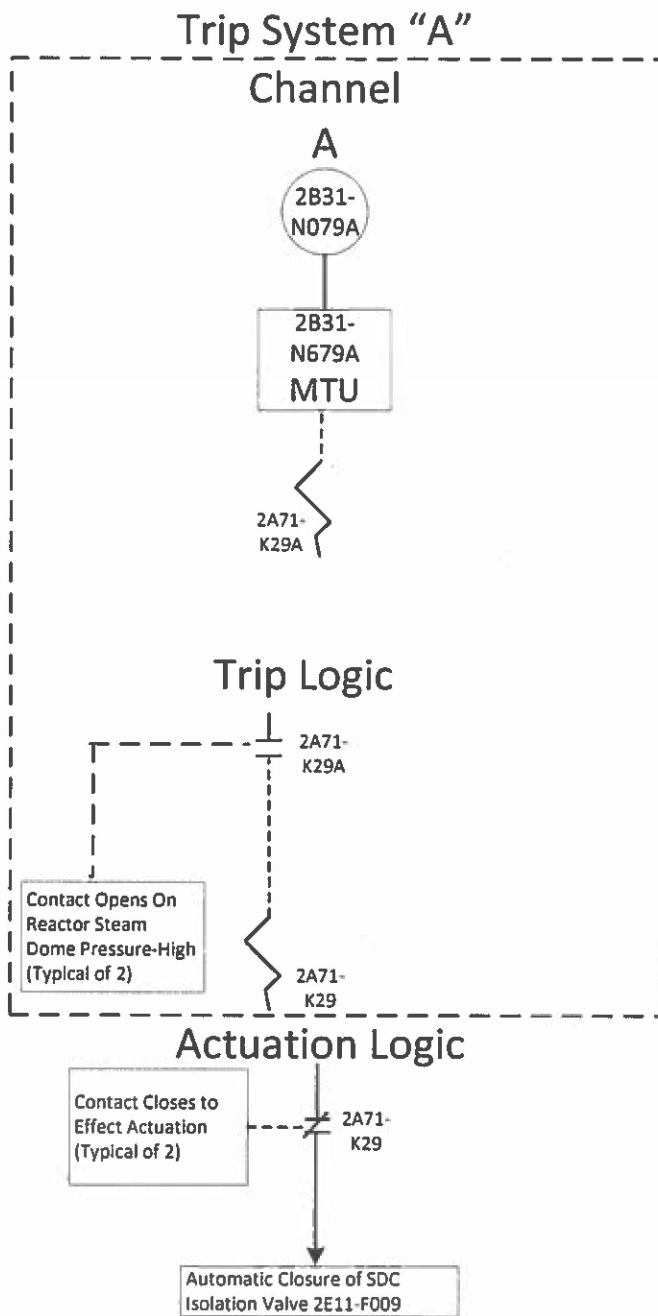 Trip System “A”
Channel
A
2B31-
N079A
2B31-
N679A
MTU
2A71-
K29A
Trip Logic
2A71-
K29A
Contact Opens On
Reactor Steam
Dome Pressure-High
(Typical of 2)
2A71-
K29
Actuation Logic
Contact Closes to
Effect Actuation
(Typical of 2)
2A71-
K29
Automatic Closure of SDC
Isolation Valve 2E11-F009